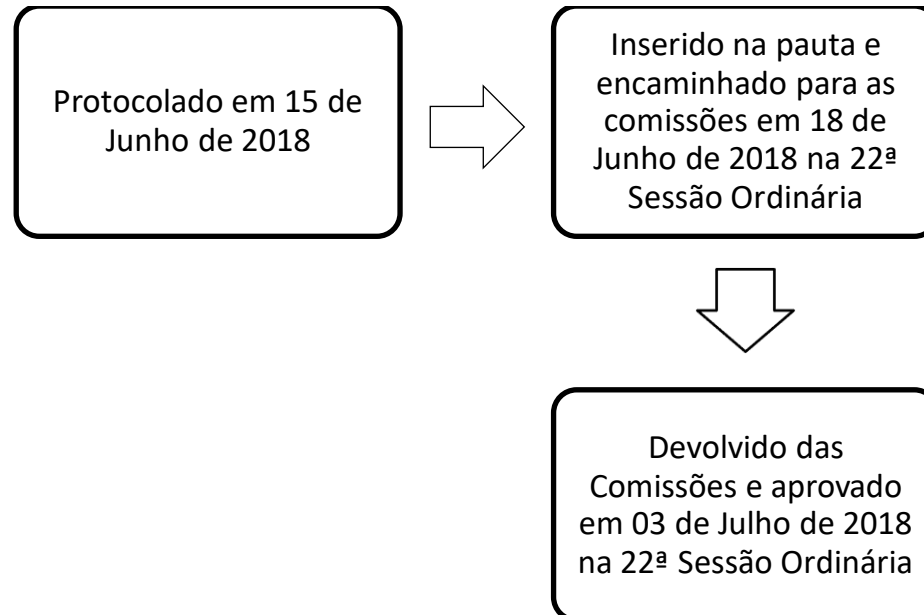 Protocolado em 15 de
Junho de 2018
Inserido na pauta e
encaminhado para as
comissões em 18 de
Junho de 2018 na 22ª
Sessão Ordinária
Devolvido das
Comissões e aprovado
em 03 de Julho de 2018
na 22ª Sessão Ordinária